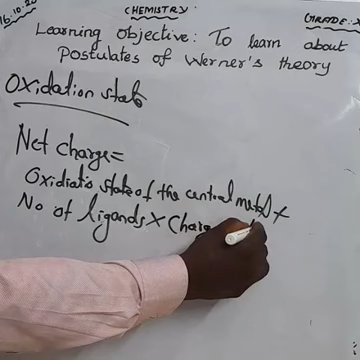 16.10.20
CHEMISTRY
GRADE:X
Learning objective: To learn about
Postulates of Werner's theory
Oxidation state
Net charge=
Oxidiatio state of the central metal +
No of ligands X Charg